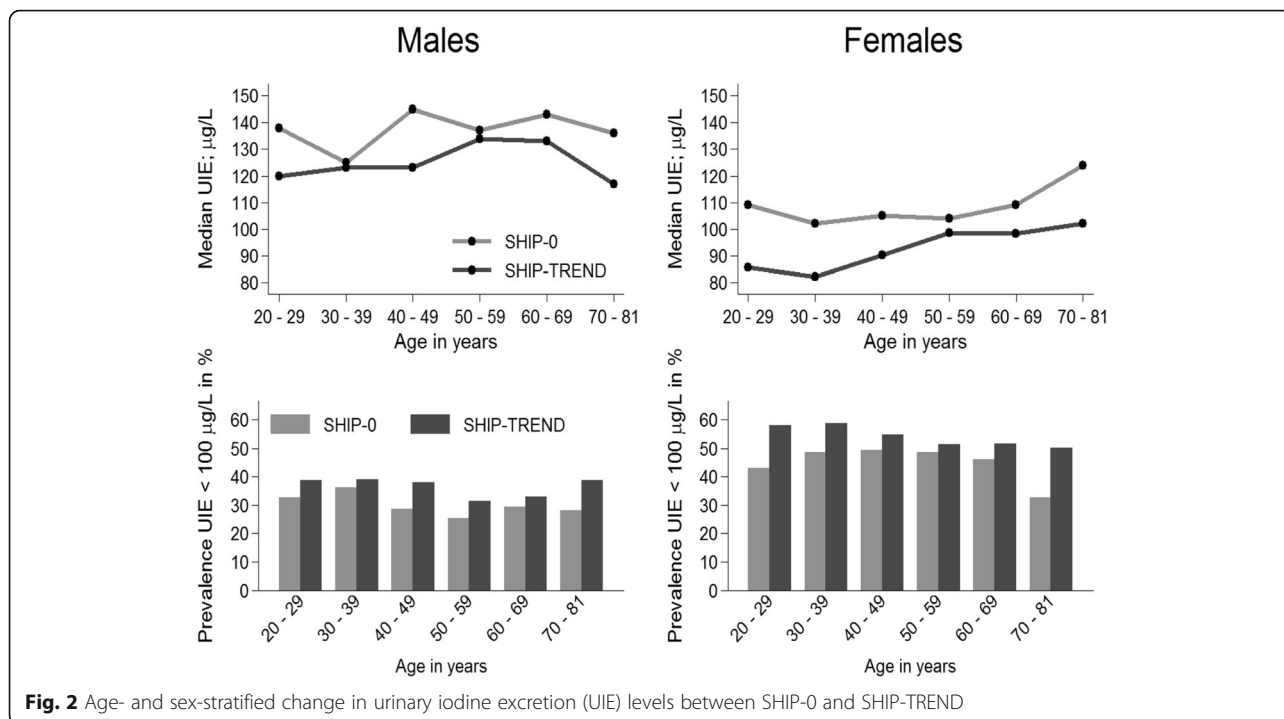 Males
Females
Median UIE; µg/L
150
140
130
120
110
100
90
80
SHIP-0
SHIP-TREND
20 - 29
30 - 39
40 - 49
50 - 59
60 - 69
70 - 81
Age in years
Median UIE; µg/L
150
140
130
120
110
100
90
80
20 - 29
30 - 39
40 - 49
50 - 59
60 - 69
70 - 81
Age in years
Prevalence UIE < 100 µg/L in %
60
50
40
30
20
10
0
SHIP-0
SHIP-TREND
20 - 29
30 - 39
40 - 49
50 - 59
60 - 69
70 - 81
Age in years
Prevalence UIE < 100 µg/L in %
60
50
40
30
20
10
0
20 - 29
30 - 39
40 - 49
50 - 59
60 - 69
70 - 81
Age in years
Fig. 2 Age- and sex-stratified change in urinary iodine excretion (UIE) levels between SHIP-0 and SHIP-TREND